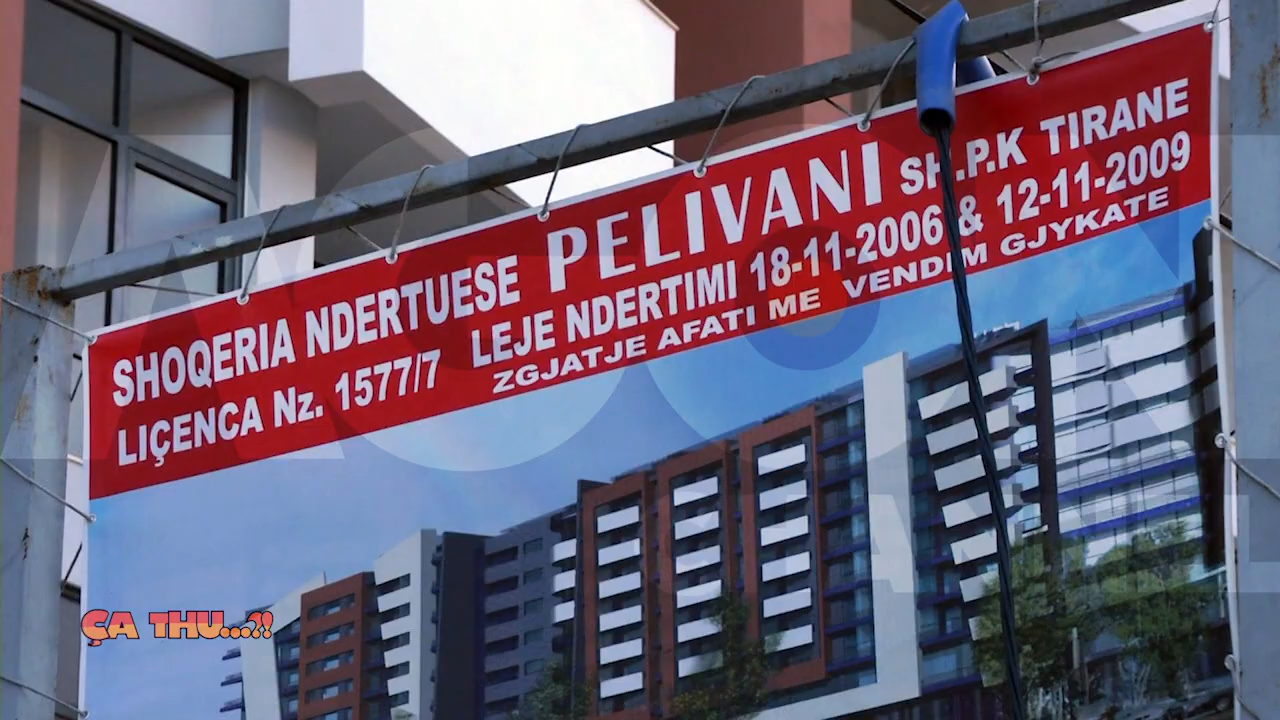 SHOQERIA NDERTUESE PELIVANI SH.P.K TIRANE
LIÇENCA Nz. 1577/7 LEJE NDERTIMI 18-11-2006 & 12-11-2009
ZGJATJE AFATI ME VENDIM GJYKATE
ÇA THU...?!